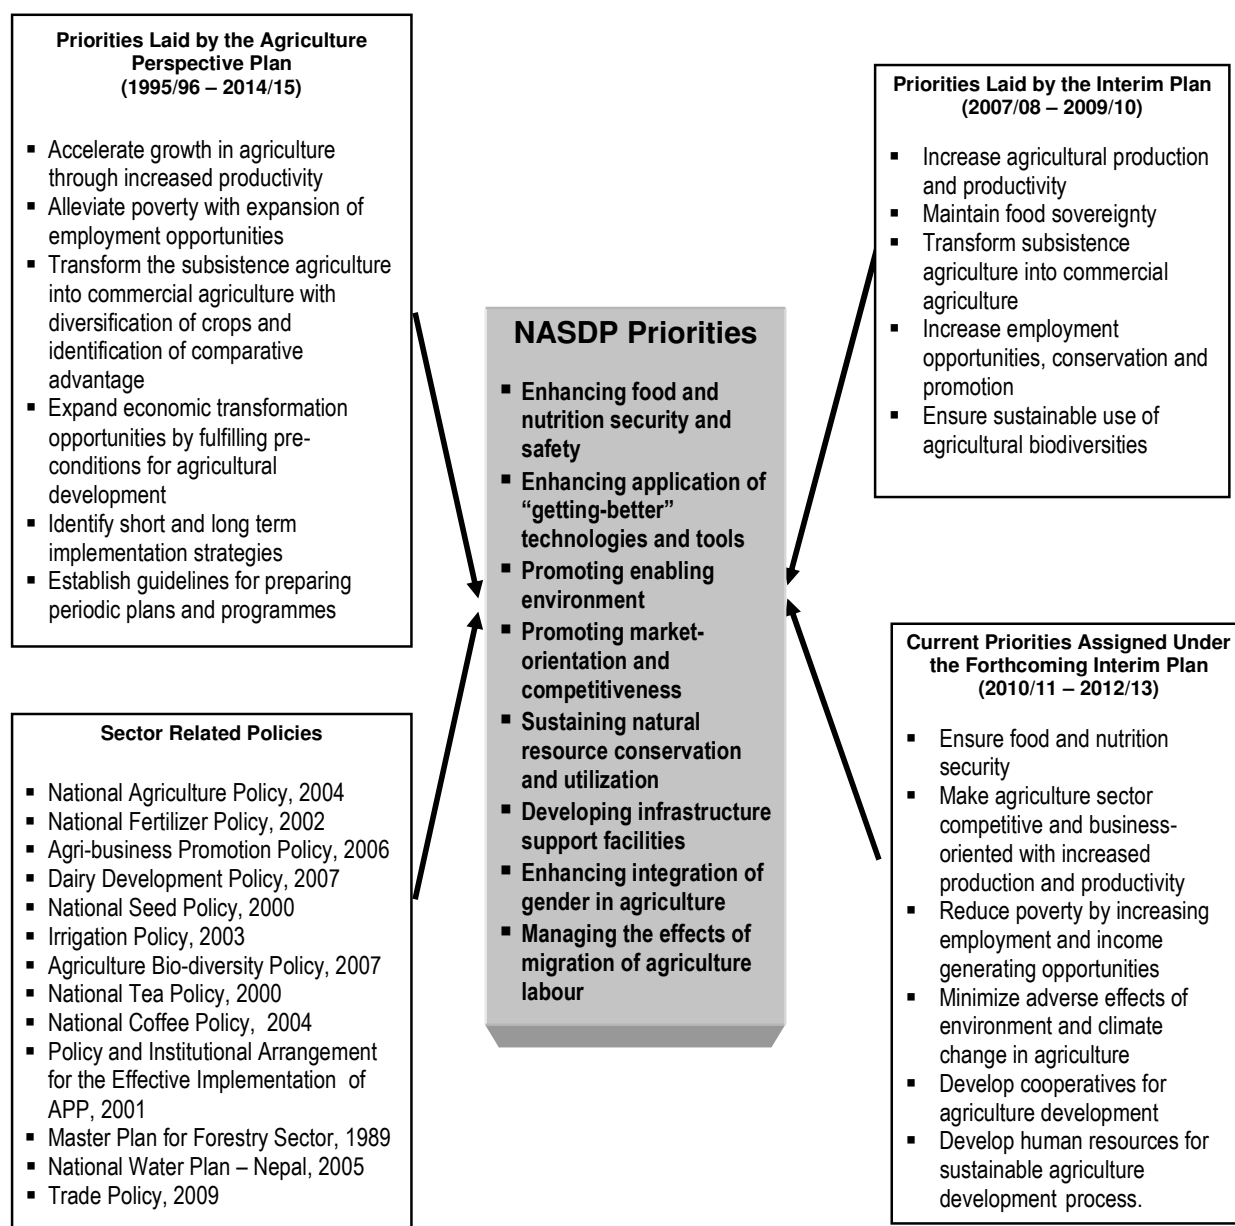 Priorities Laid by the Agriculture
Perspective Plan
(1995/96 – 2014/15)
▪ Accelerate growth in agriculture
through increased productivity
▪ Alleviate poverty with expansion of
employment opportunities
▪ Transform the subsistence agriculture
into commercial agriculture with
diversification of crops and
identification of comparative
advantage
▪ Expand economic transformation
opportunities by fulfilling pre-
conditions for agricultural
development
▪ Identify short and long term
implementation strategies
▪ Establish guidelines for preparing
periodic plans and programmes
Sector Related Policies
▪ National Agriculture Policy, 2004
▪ National Fertilizer Policy, 2002
▪ Agri-business Promotion Policy, 2006
▪ Dairy Development Policy, 2007
▪ National Seed Policy, 2000
▪ Irrigation Policy, 2003
▪ Agriculture Bio-diversity Policy, 2007
▪ National Tea Policy, 2000
▪ National Coffee Policy, 2004
▪ Policy and Institutional Arrangement
for the Effective Implementation of
APP, 2001
▪ Master Plan for Forestry Sector, 1989
▪ National Water Plan – Nepal, 2005
▪ Trade Policy, 2009
NASDP Priorities
▪ Enhancing food and
nutrition security and
safety
▪ Enhancing application of
“getting-better”
technologies and tools
▪ Promoting enabling
environment
▪ Promoting market-
orientation and
competitiveness
▪ Sustaining natural
resource conservation
and utilization
▪ Developing infrastructure
support facilities
▪ Enhancing integration of
gender in agriculture
▪ Managing the effects of
migration of agriculture
labour
Priorities Laid by the Interim Plan
(2007/08 – 2009/10)
▪ Increase agricultural production
and productivity
▪ Maintain food sovereignty
▪ Transform subsistence
agriculture into commercial
agriculture
▪ Increase employment
opportunities, conservation and
promotion
▪ Ensure sustainable use of
agricultural biodiversities
Current Priorities Assigned Under
the Forthcoming Interim Plan
(2010/11 – 2012/13)
▪ Ensure food and nutrition
security
▪ Make agriculture sector
competitive and business-
oriented with increased
production and productivity
▪ Reduce poverty by increasing
employment and income
generating opportunities
▪ Minimize adverse effects of
environment and climate
change in agriculture
▪ Develop cooperatives for
agriculture development
▪ Develop human resources for
sustainable agriculture
development process.